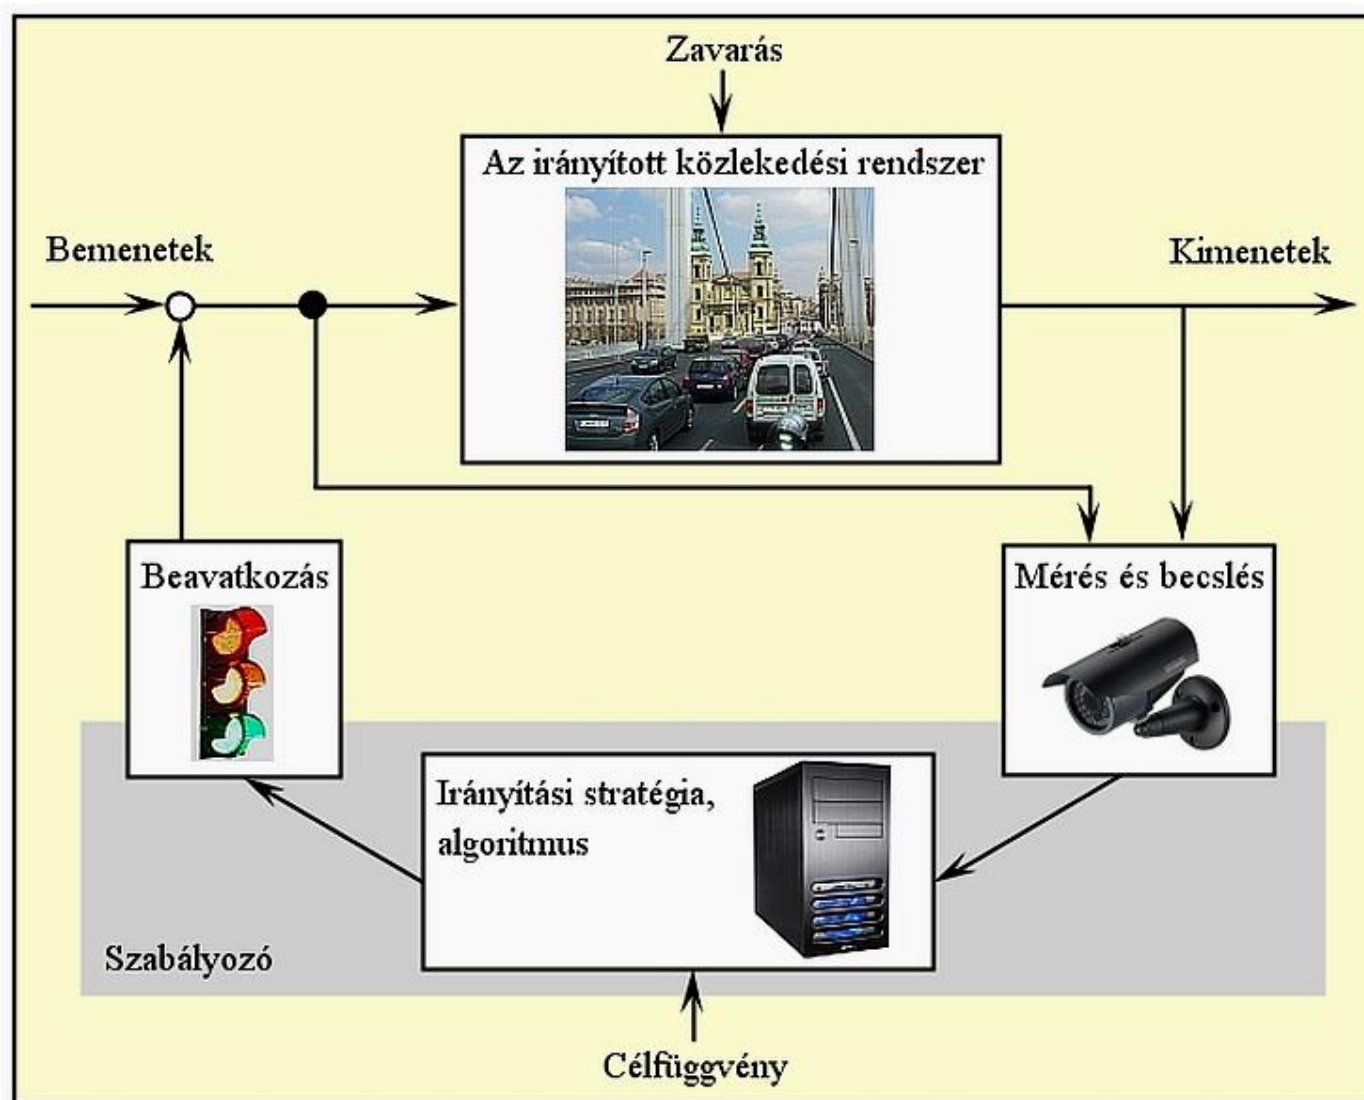 Zavarás
Az irányított közlekedési rendszer
Bemenetek
Kimenetek
Beavatkozás
Mérés és becslés
Irányítási stratégia,
algoritmus
Szabályozó
Célfüggvény